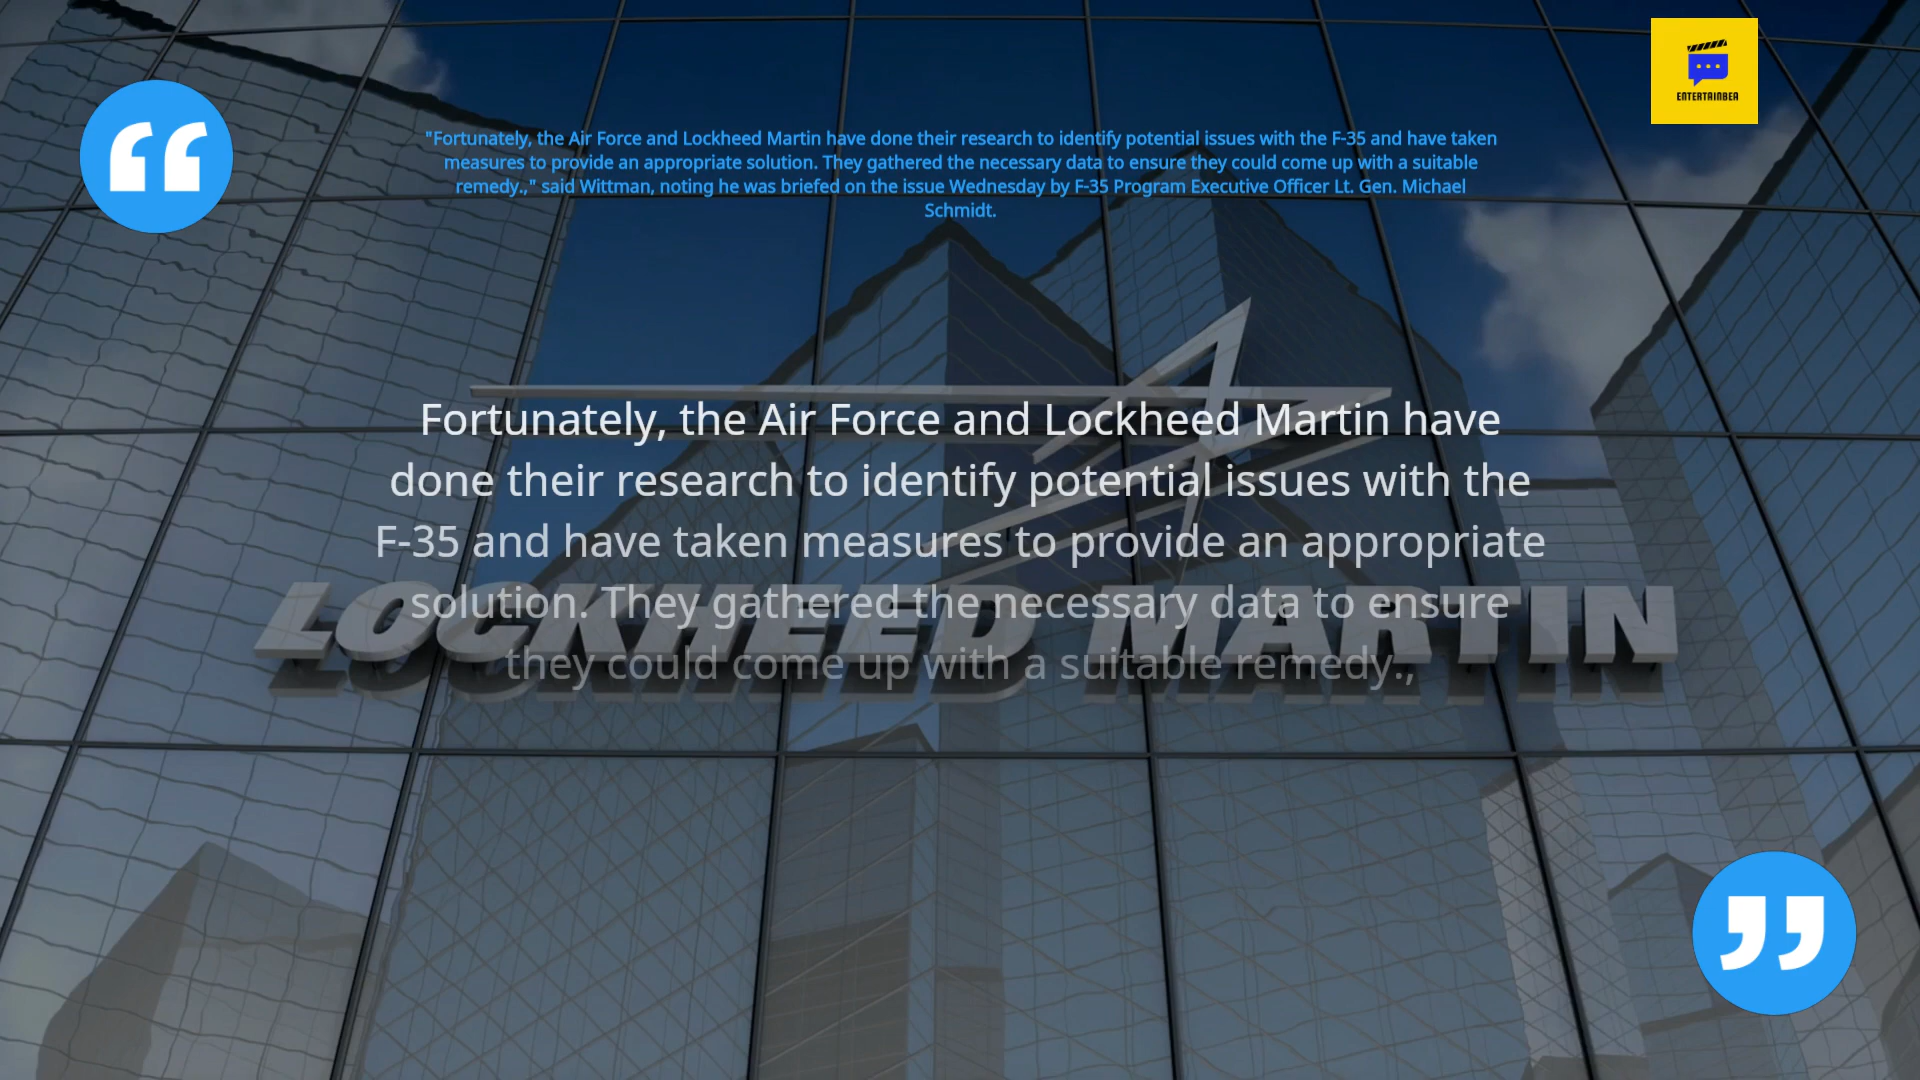 ENTERTAINBEA
"Fortunately, the Air Force and Lockheed Martin have done their research to identify potential issues with the F-35 and have taken
measures to provide an appropriate solution. They gathered the necessary data to ensure they could come up with a suitable
remedy.," said Wittman, noting he was briefed on the issue Wednesday by F-35 Program Executive Officer Lt. Gen. Michael
Schmidt.
Fortunately, the Air Force and Lockheed Martin have
done their research to identify potential issues with the
F-35 and have taken measures to provide an appropriate
solution. They gathered the necessary data to ensure
they could come up with a suitable remedy.,
LOCKHEED MARTIN